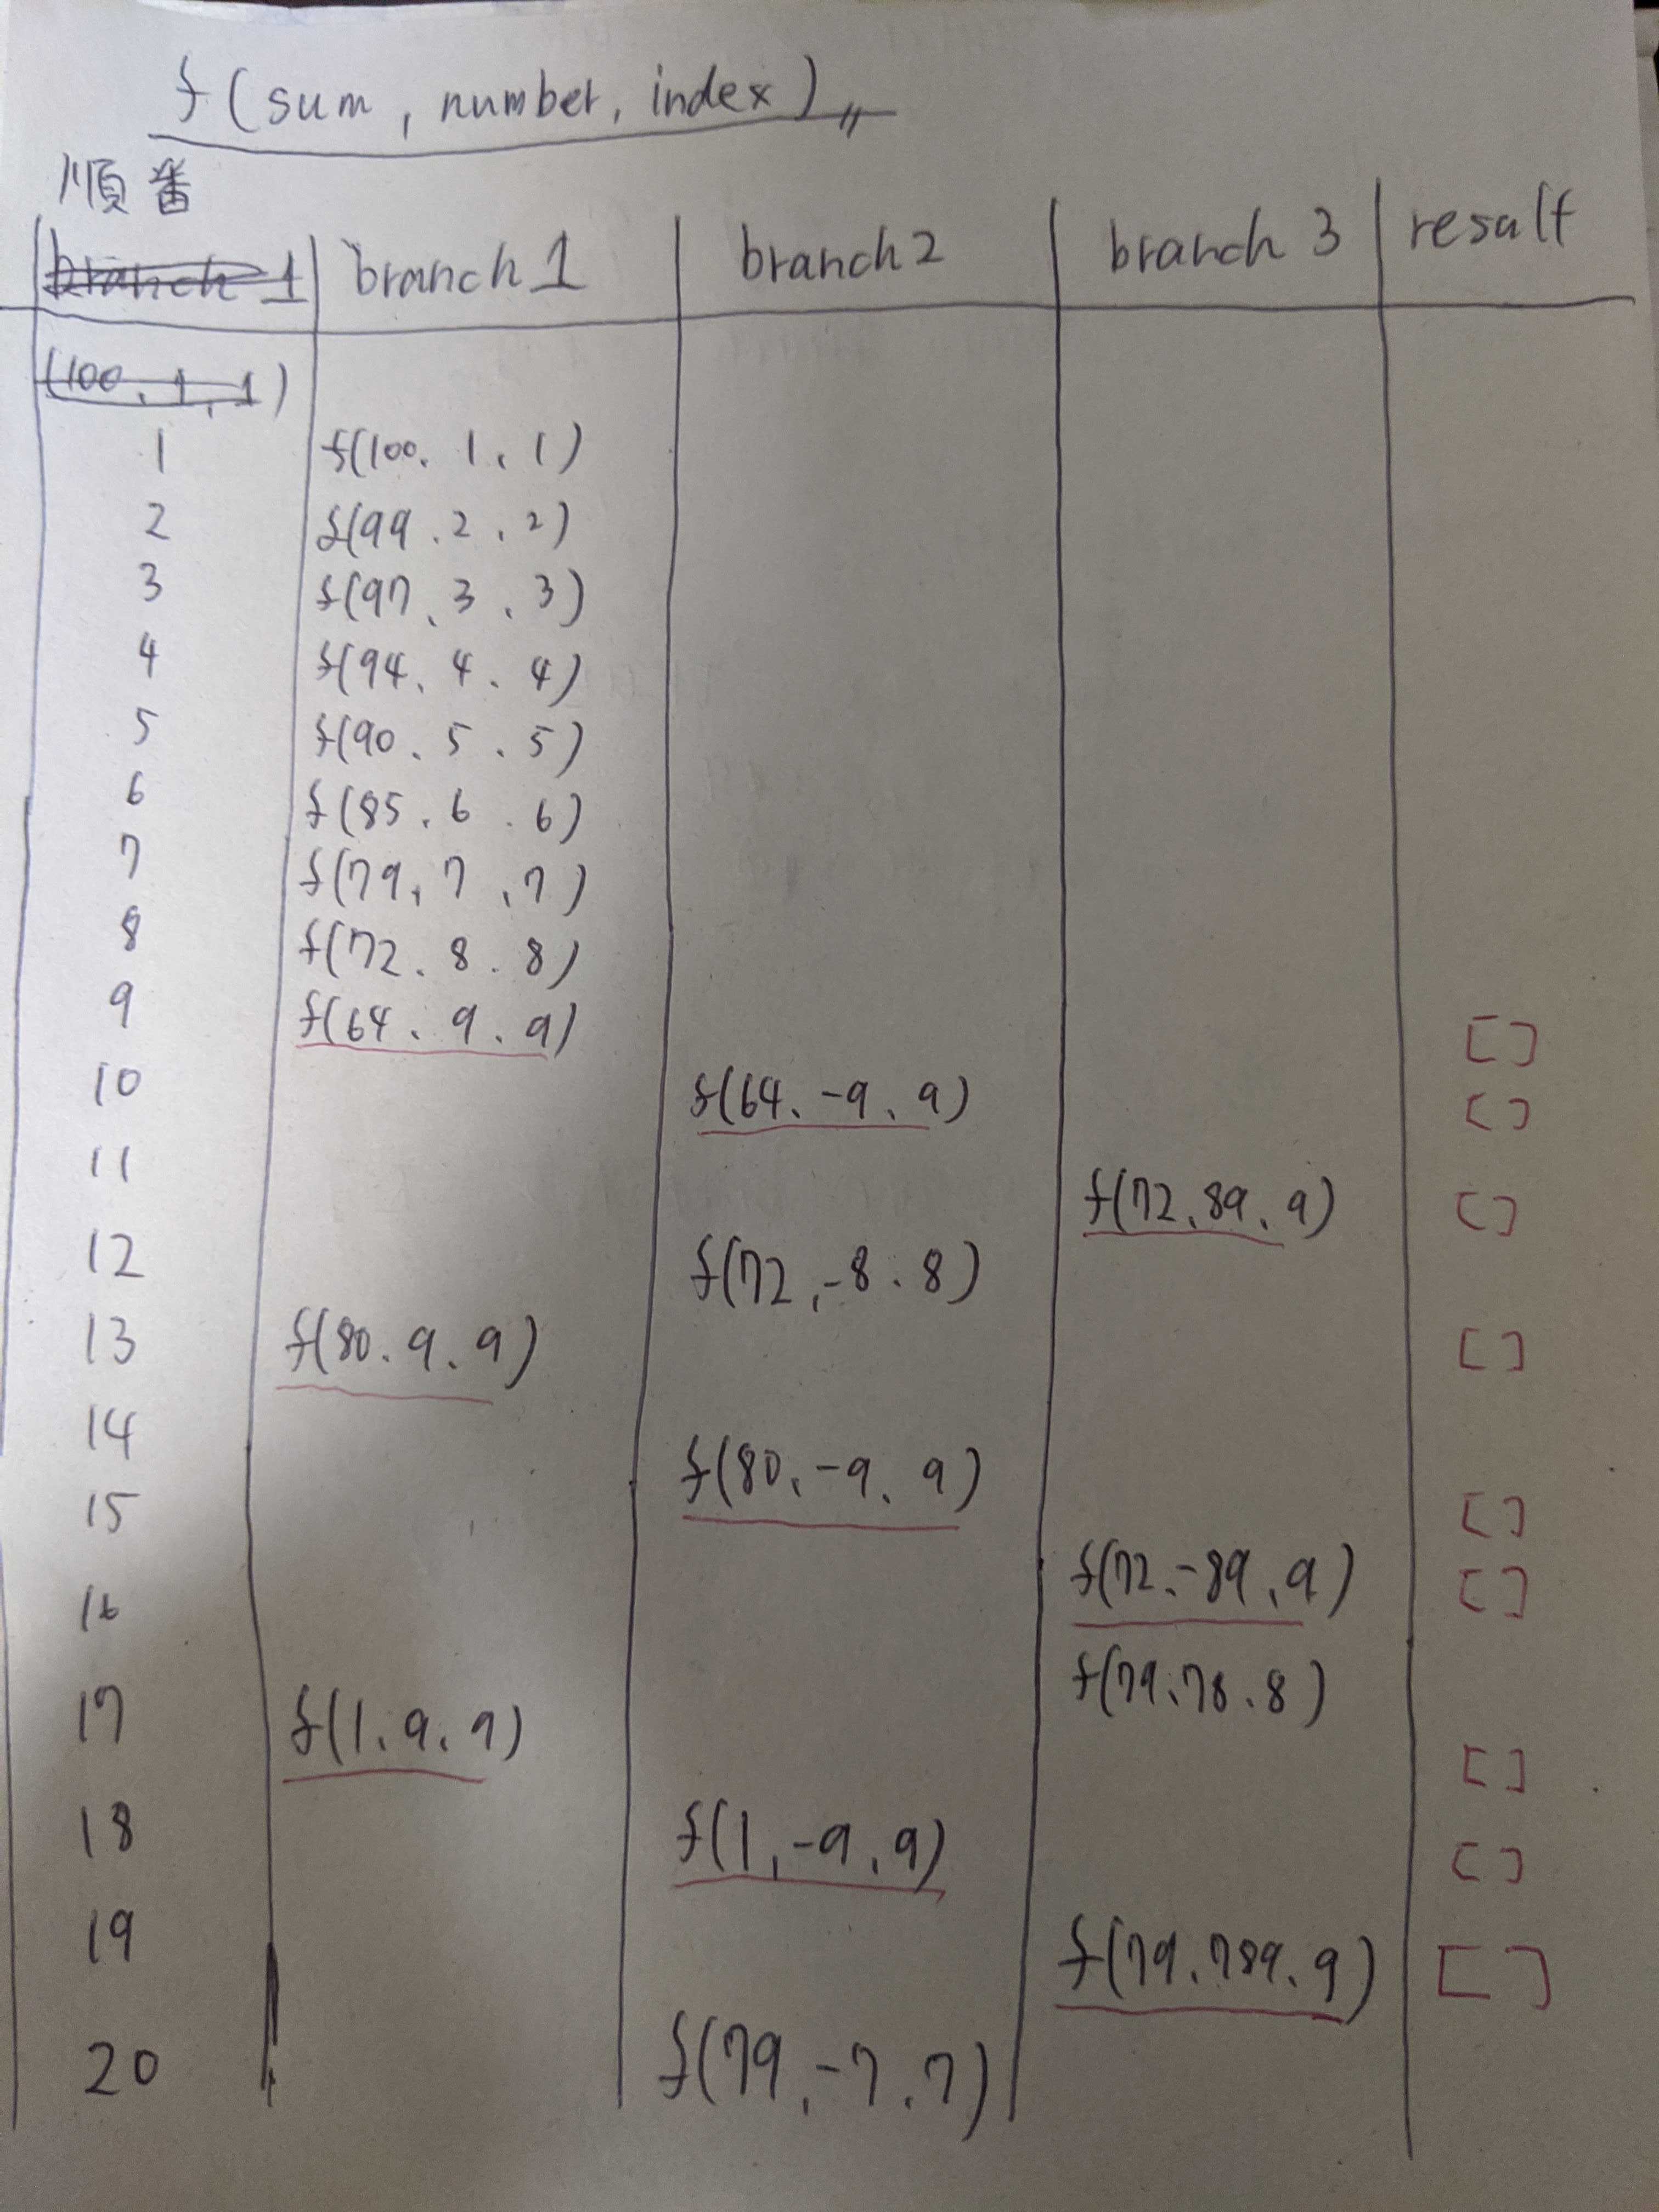 f(sum, number, index)〃
順番
branch 1 branch 1 branch2 branch 3 result
(100, 1, 1)
1 f(100, 1, 1)
2 f(99, 2, 2)
3 f(97, 3, 3)
4 f(94, 4, 4)
5 f(90, 5, 5)
6 f(85, 6, 6)
7 f(79, 7, 7)
8 f(72, 8, 8)
9 f(64, 9, 9) []
10 f(64, -9, 9) []
11 f(72, 89, 9) []
12 f(72, -8, 8)
13 f(80, 9, 9) []
14 f(80, -9, 9)
15 []
f(72, -89, 9) []
16 f(79, 78, 8)
17 f(1, 9, 9) []
18 f(1, -9, 9) []
19 f(79, 789, 9) []
20 f(79, -7, 7)